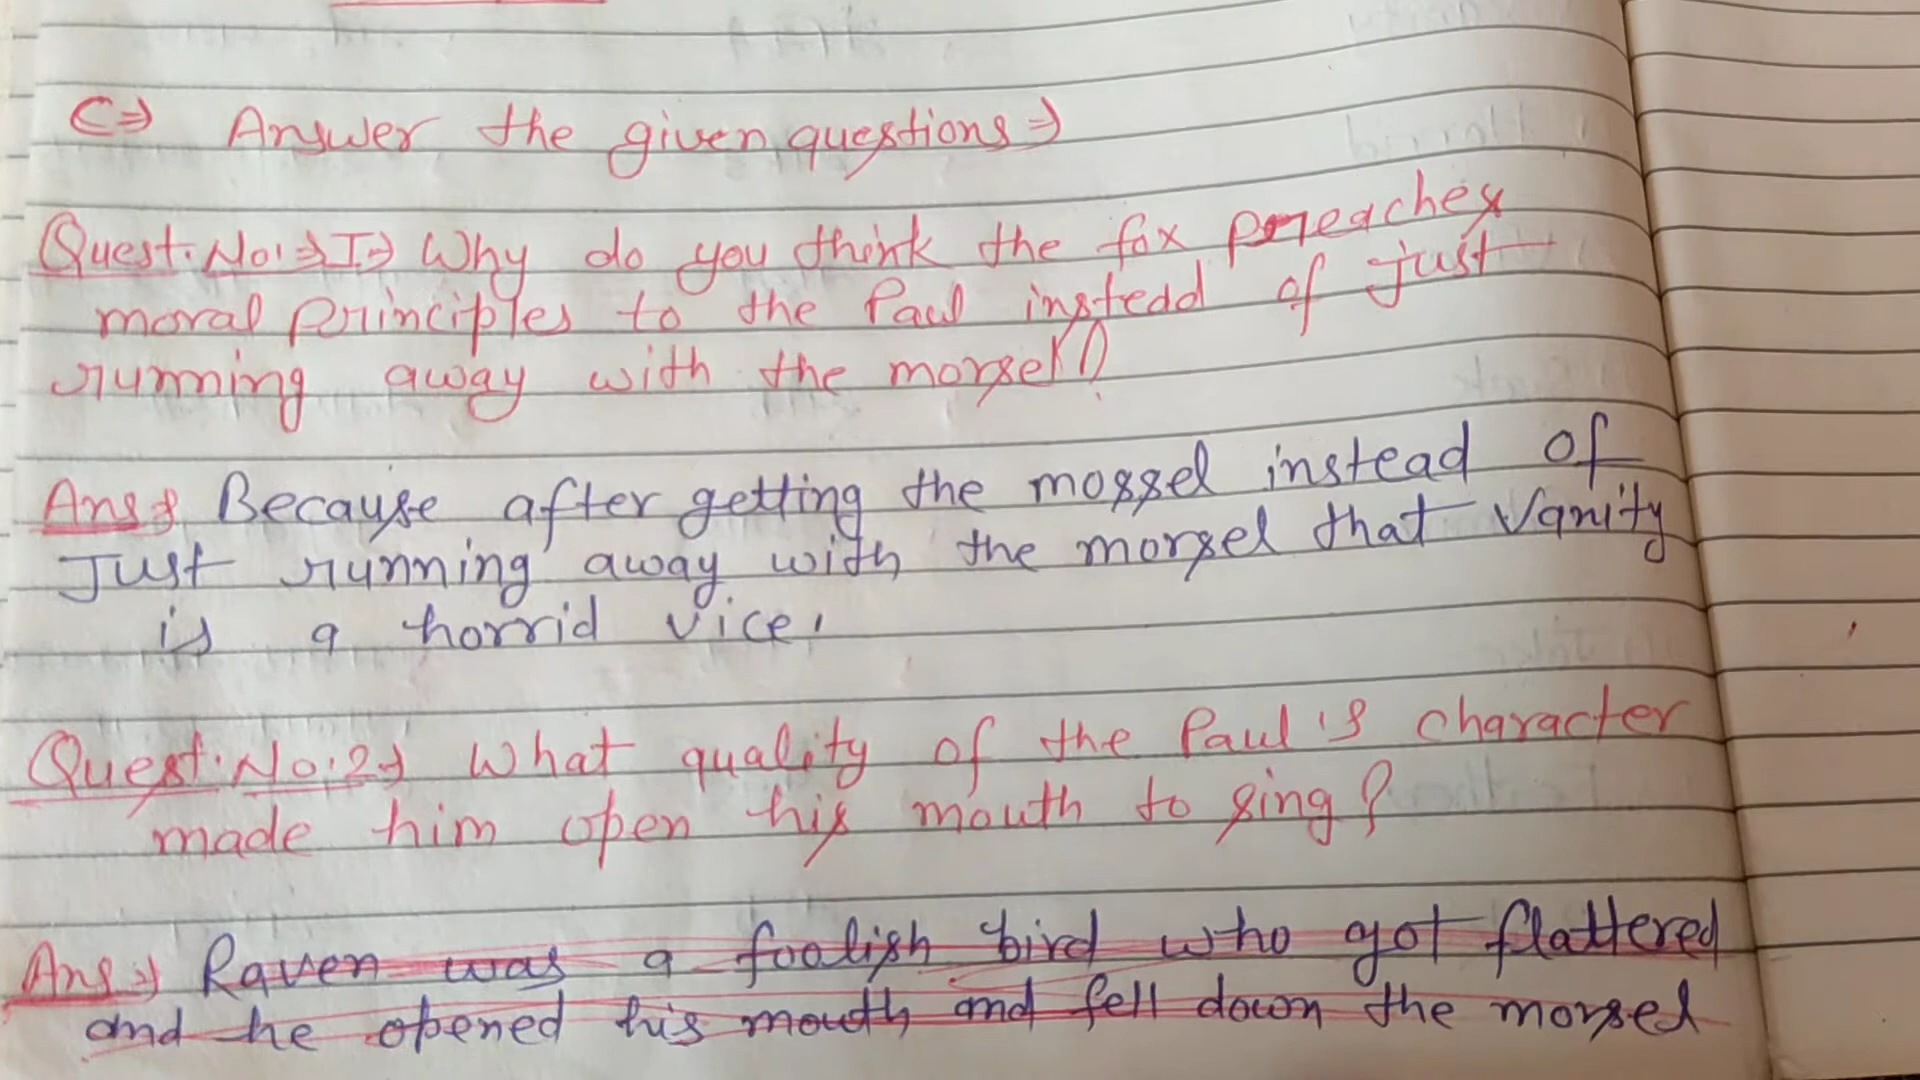 C⇒ Answer the given questions⇒
Quest. No:⇒I⇒ Why do you think the fox preaches
moral principles to the Paul instead of just
running away with the morsel?
Ans⇒ Because after getting the morsel instead of
Just running away with the morsel that Vanity
is a horrid vice.
Quest. No:2⇒ What quality of the Paul's character
made him open his mouth to sing?
Ans⇒ Raven was a foolish bird who got flattered
and he opened his mouth and fell down the morsel